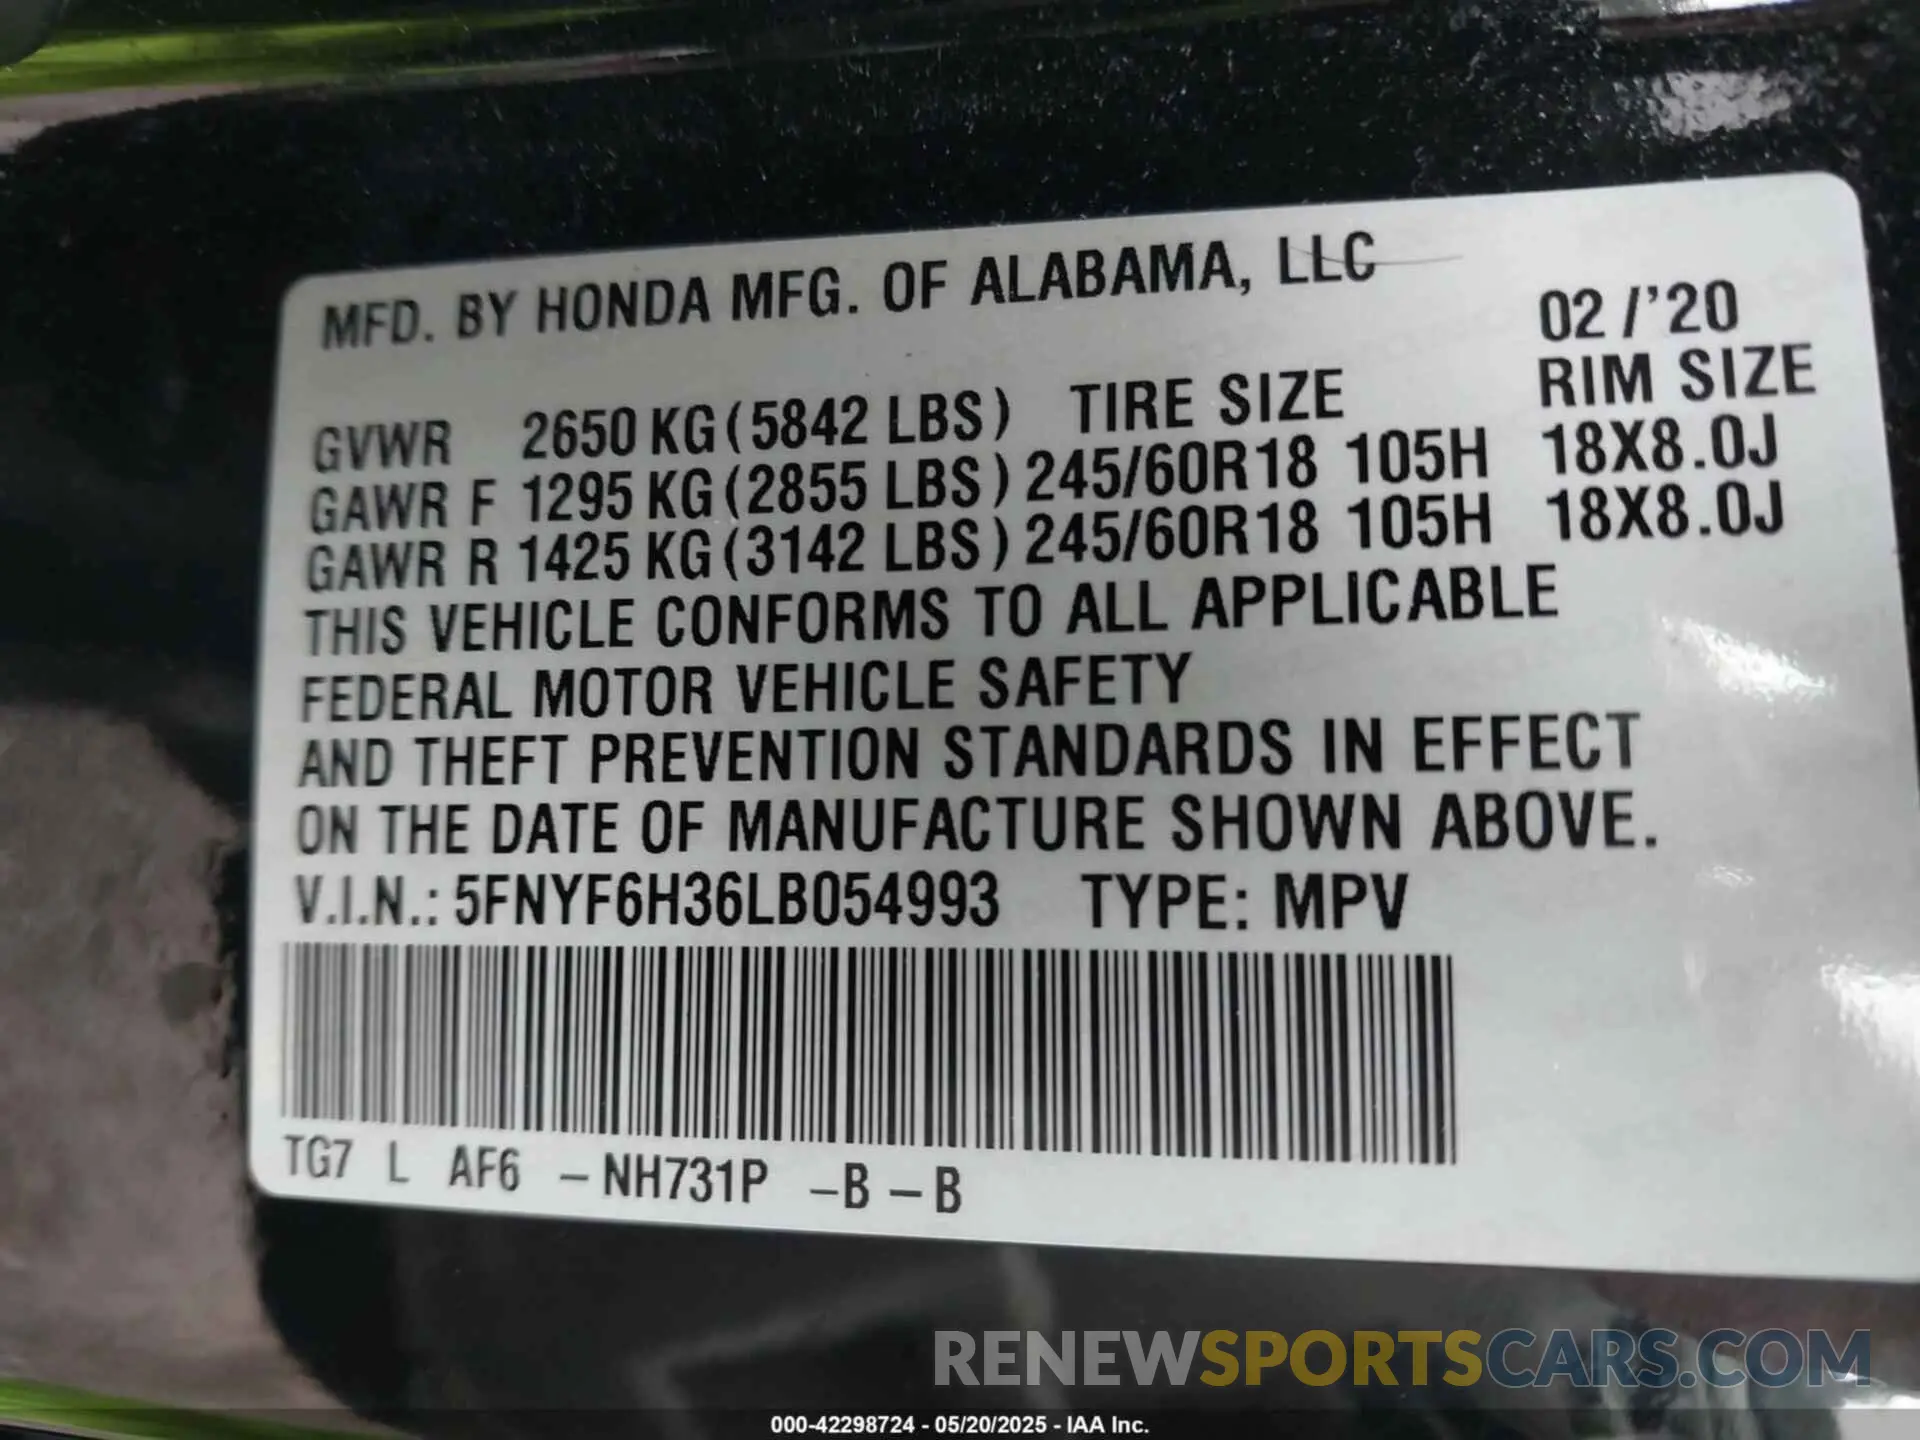 MFD. BY HONDA MFG. OF ALABAMA, LLC
02 /'20
GVWR 2650 KG (5842 LBS) TIRE SIZE RIM SIZE
GAWR F 1295 KG (2855 LBS) 245/60R18 105H 18X8.0J
GAWR R 1425 KG (3142 LBS) 245/60R18 105H 18X8.0J
THIS VEHICLE CONFORMS TO ALL APPLICABLE
FEDERAL MOTOR VEHICLE SAFETY
AND THEFT PREVENTION STANDARDS IN EFFECT
ON THE DATE OF MANUFACTURE SHOWN ABOVE.
V.I.N.: 5FNYF6H36LB054993 TYPE: MPV
TG7 L AF6 – NH731P – B – B
RENEWSPORTSCARS.COM
000-42298724 - 05/20/2025 - IAA Inc.